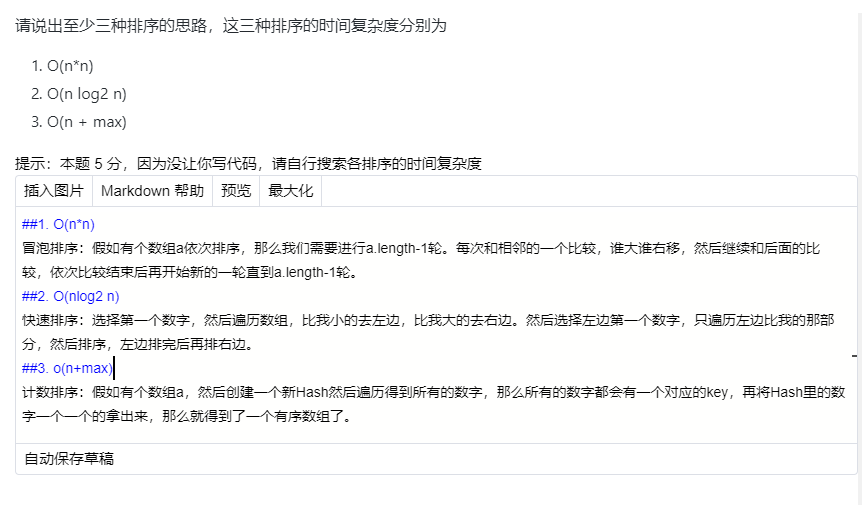 请说出至少三种排序的思路，这三种排序的时间复杂度分别为
1. O(n*n)
2. O(n log2 n)
3. O(n + max)
提示：本题 5 分，因为没让你写代码，请自行搜索各排序的时间复杂度
插入图片 Markdown 帮助 预览 最大化
##1. O(n*n)
冒泡排序：假如有个数组a依次排序，那么我们需要进行a.length-1轮。每次和相邻的一个比较，谁大谁右移，然后继续和后面的比
较，依次比较结束后再开始新的一轮直到a.length-1轮。
##2. O(nlog2 n)
快速排序：选择第一个数字，然后遍历数组，比我小的去左边，比我大的去右边。然后选择左边第一个数字，只遍历左边比我的那部
分，然后排序，左边排完后再排右边。
##3. o(n+max)
计数排序：假如有个数组a，然后创建一个新Hash然后遍历得到所有的数字，那么所有的数字都会有一个对应的key，再将Hash里的数
字一个一个的拿出来，那么就得到了一个有序数组了。
自动保存草稿